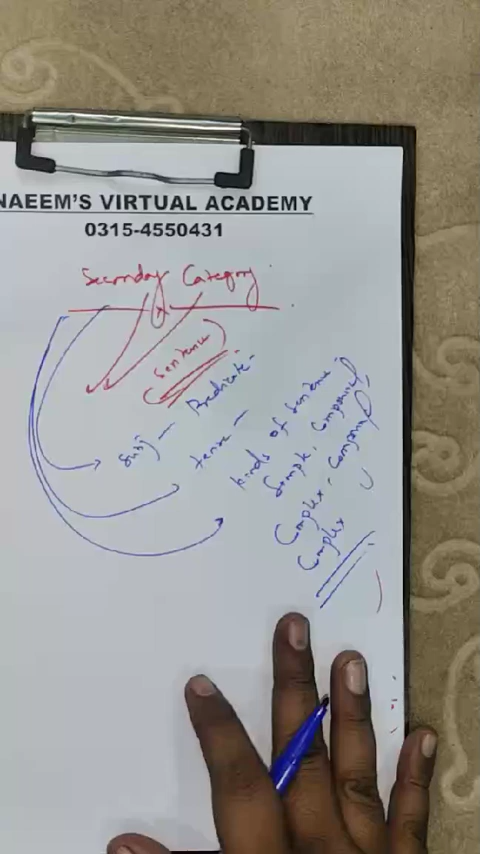 NAEEM'S VIRTUAL ACADEMY
0315-4550431
Secondary Category
(Sentence)
Subj — Predicate -
tense -
Kinds of Sentence
Simple, Compound,
Complex, Compound
Complex